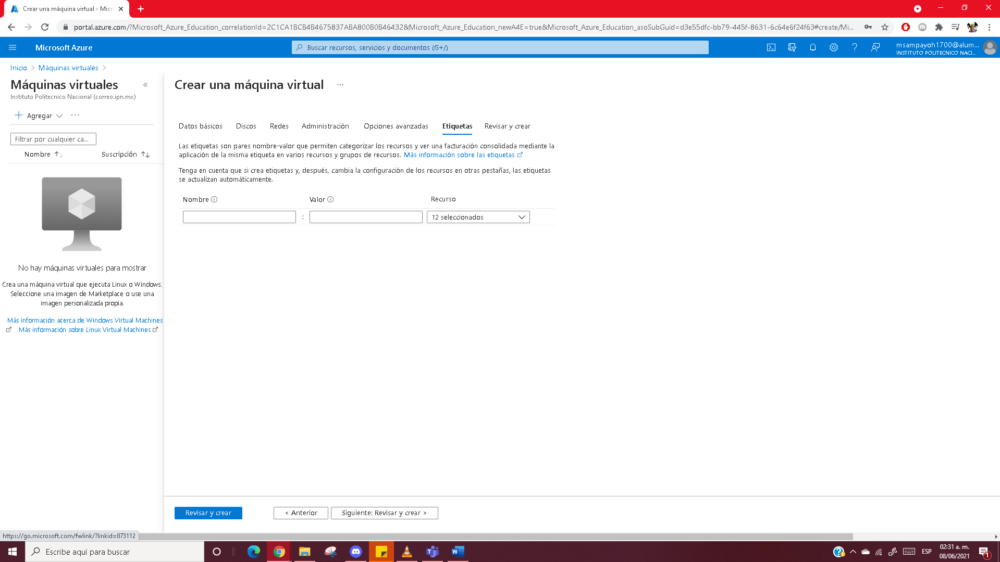 Crear una máquina virtual - Micr
portal.azure.com/?Microsoft_Azure_Education_correlationId=2C1CA1BCB4B4675837ABA800B0B46432&Microsoft_Azure_Education_newA4E=true&Microsoft_Azure_Education_asoSubGuid=d3e55dfc-bb79-445f-8631-6c64e6f24f63#create/Mi...
Microsoft Azure
Buscar recursos, servicios y documentos (G+/)
msampayoh1700@alum...
INSTITUTO POLITECNICO NACI...
Inicio > Máquinas virtuales >
Máquinas virtuales
Instituto Politecnico Nacional (correo.ipn.mx)
Agregar
Filtrar por cualquier ca...
Nombre Suscripción
No hay máquinas virtuales para mostrar
Crea una máquina virtual que ejecuta Linux o Windows.
Seleccione una imagen de Marketplace o use una
imagen personalizada propia.
Más información acerca de Windows Virtual Machines
Más información sobre Linux Virtual Machines
Crear una máquina virtual ...
Datos básicos Discos Redes Administración Opciones avanzadas Etiquetas Revisar y crear
Las etiquetas son pares nombre-valor que permiten categorizar los recursos y ver una facturación consolidada mediante la
aplicación de la misma etiqueta en varios recursos y grupos de recursos. Más información sobre las etiquetas
Tenga en cuenta que si crea etiquetas y, después, cambia la configuración de los recursos en otras pestañas, las etiquetas
se actualizan automáticamente.
Nombre Valor Recurso
: 12 seleccionados
Revisar y crear < Anterior Siguiente: Revisar y crear >
https://go.microsoft.com/fwlink/?linkid=873112
Escribe aquí para buscar
ESP
02:31 a. m.
08/06/2021
1